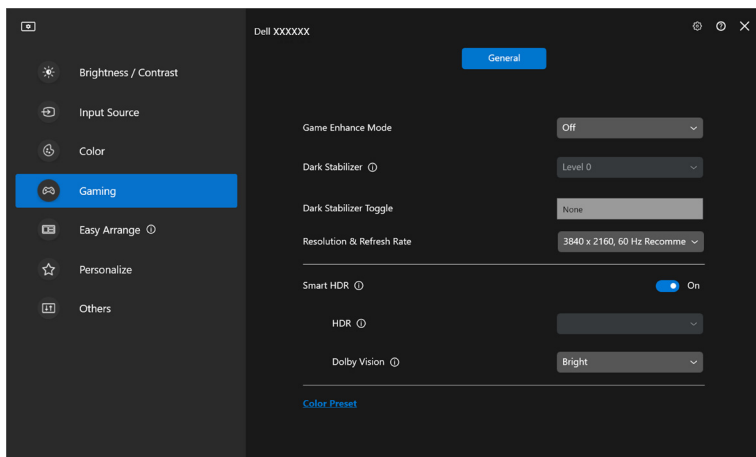 Dell XXXXXX
General
Brightness / Contrast
Input Source
Color
Gaming
Easy Arrange
Personalize
Others
Game Enhance Mode
Off
Dark Stabilizer
Level 0
Dark Stabilizer Toggle
None
Resolution & Refresh Rate
3840 x 2160, 60 Hz Recomme
Smart HDR
On
HDR
Dolby Vision
Bright
Color Preset